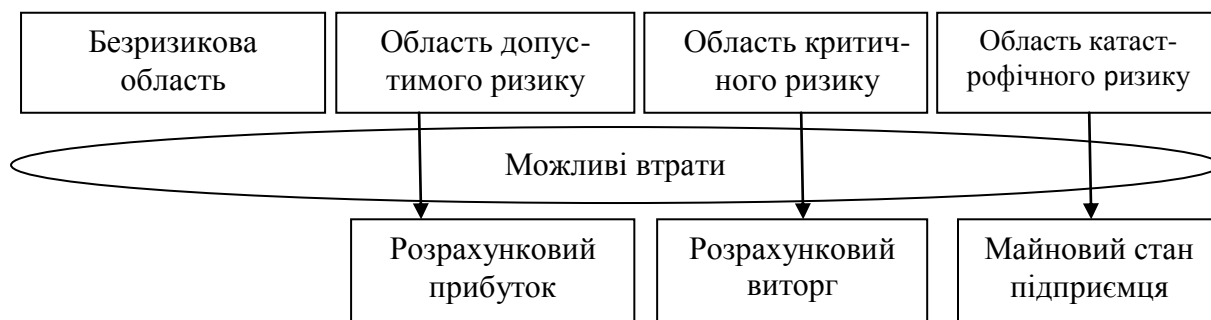 Безризикова
область
Область допус-
тимого ризику
Область критич-
ного ризику
Область катаст-
рофічного ризику
Можливі втрати
Розрахунковий
прибуток
Розрахунковий
виторг
Майновий стан
підприємця